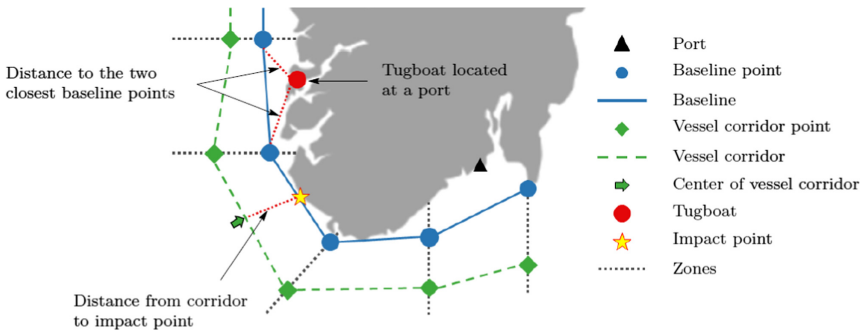 Distance to the two
closest baseline points
Tugboat located
at a port
Distance from corridor
to impact point
Port
Baseline point
Baseline
Vessel corridor point
Vessel corridor
Center of vessel corridor
Tugboat
Impact point
Zones